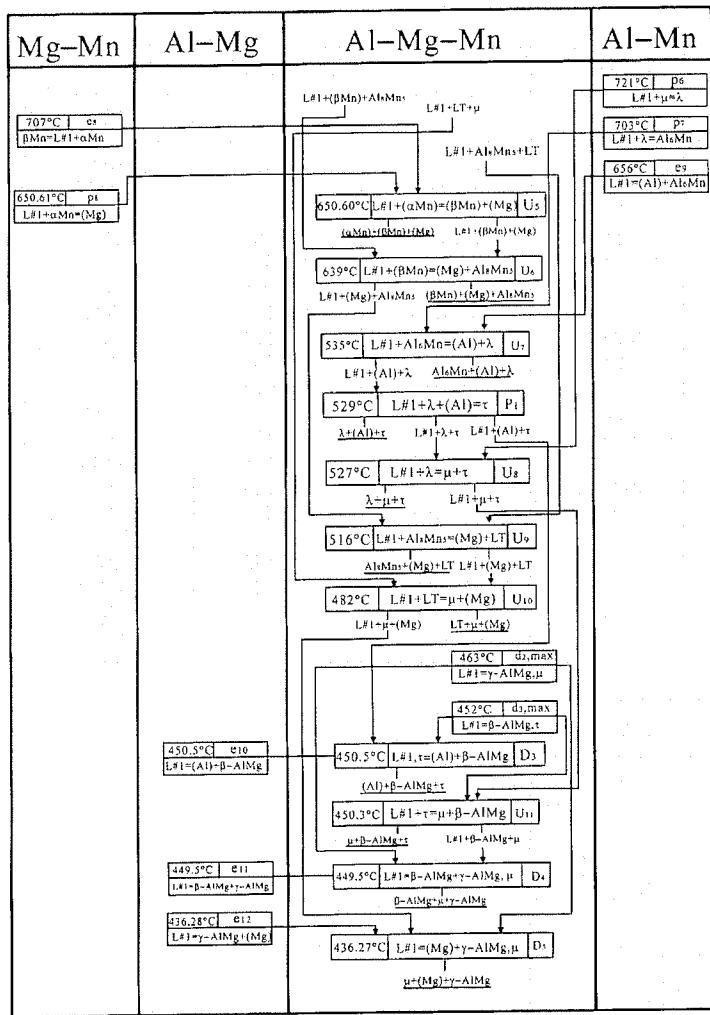 Mg–Mn
Al–Mg
Al–Mg–Mn
Al–Mn
L#1+(βMn)+Al₈Mn₅
L#1+LT+μ
721°C p₆
L#1+μ=λ
707°C e₈
βMn=L#1+αMn
703°C p₇
L#1+λ=Al₆Mn
L#1+Al₈Mn₅+LT
656°C e₉
L#1=(Al)+Al₆Mn
650.61°C p₈
L#1+αMn=(Mg)
650.60°C L#1+(αMn)=(βMn)+(Mg) U₅
(αMn)+(βMn)+(Mg)
L#1+(βMn)+(Mg)
639°C L#1+(βMn)=(Mg)+Al₈Mn₅ U₆
L#1+(Mg)+Al₈Mn₅
(βMn)+(Mg)+Al₈Mn₅
535°C L#1+Al₆Mn=(Al)+λ U₇
L#1+(Al)+λ
Al₆Mn+(Al)+λ
529°C L#1+λ+(Al)=τ P₁
λ+(Al)+τ
L#1+λ+τ
L#1+(Al)+τ
527°C L#1+λ=μ+τ U₈
λ+μ+τ
L#1+μ+τ
516°C L#1+Al₈Mn₅=(Mg)+LT U₉
Al₈Mn₅+(Mg)+LT
L#1+(Mg)+LT
482°C L#1+LT=μ+(Mg) U₁₀
L#1+μ+(Mg)
LT+μ+(Mg)
463°C d₂,max
L#1=γ-AlMg,μ
452°C d₃,max
L#1=β-AlMg,τ
450.5°C e₁₀
L#1=(Al)+β-AlMg
450.5°C L#1,τ=(Al)+β-AlMg D₃
(Al)+β-AlMg+τ
450.3°C L#1+τ=μ+β-AlMg U₁₁
μ+β-AlMg+τ
L#1+β-AlMg+μ
449.5°C e₁₁
L#1=β-AlMg+γ-AlMg
449.5°C L#1=β-AlMg+γ-AlMg, μ D₄
β-AlMg+μ+γ-AlMg
436.28°C e₁₂
L#1=γ-AlMg+(Mg)
436.27°C L#1=(Mg)+γ-AlMg,μ D₅
μ+(Mg)+γ-AlMg